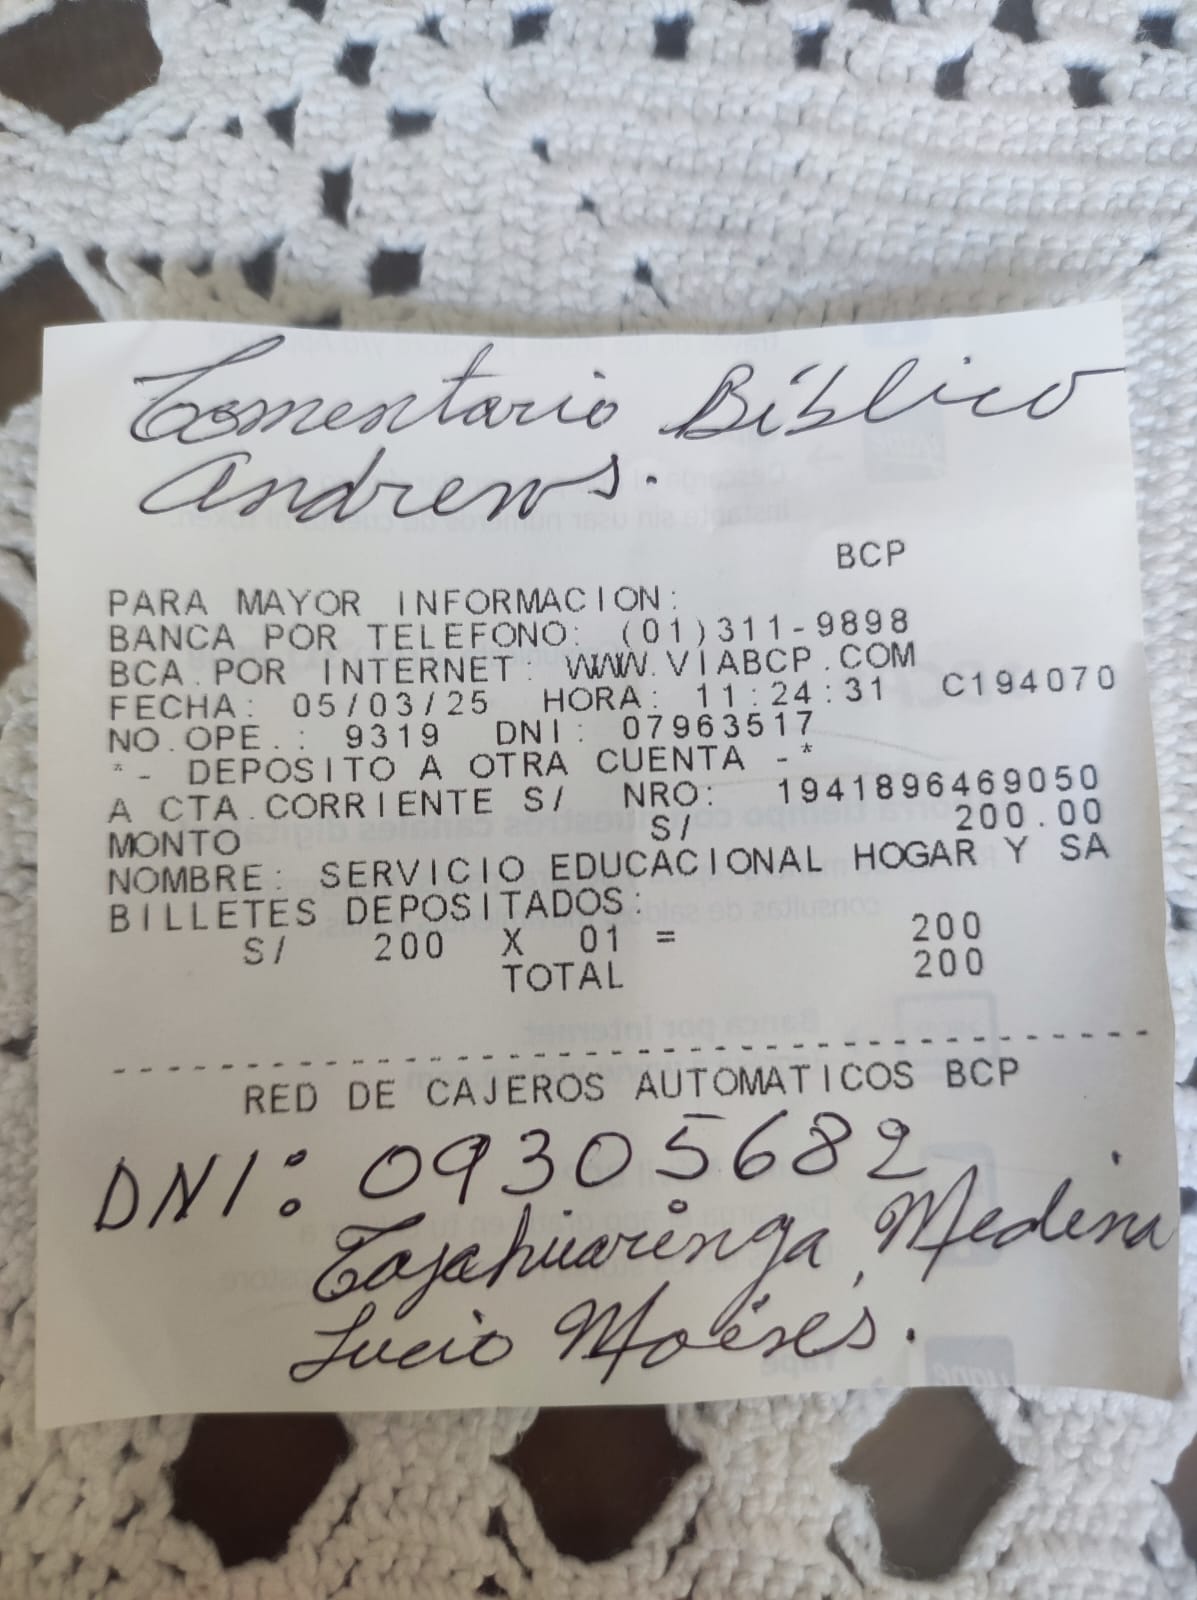 Comentario Bíblico
Andrews.
BCP
PARA MAYOR INFORMACION:
BANCA POR TELEFONO: (01)311-9898
BCA.POR INTERNET: WWW.VIABCP.COM
FECHA: 05/03/25 HORA: 11:24:31 C194070
NO.OPE.: 9319 DNI: 07963517
*- DEPOSITO A OTRA CUENTA -*
A CTA.CORRIENTE S/ NRO: 1941896469050
MONTO S/ 200.00
NOMBRE: SERVICIO EDUCACIONAL HOGAR Y SA
BILLETES DEPOSITADOS:
S/ 200 X 01 = 200
TOTAL 200
RED DE CAJEROS AUTOMATICOS BCP
DNI: 09305682
Cajahuaringa Medina
Lucio Moisés.